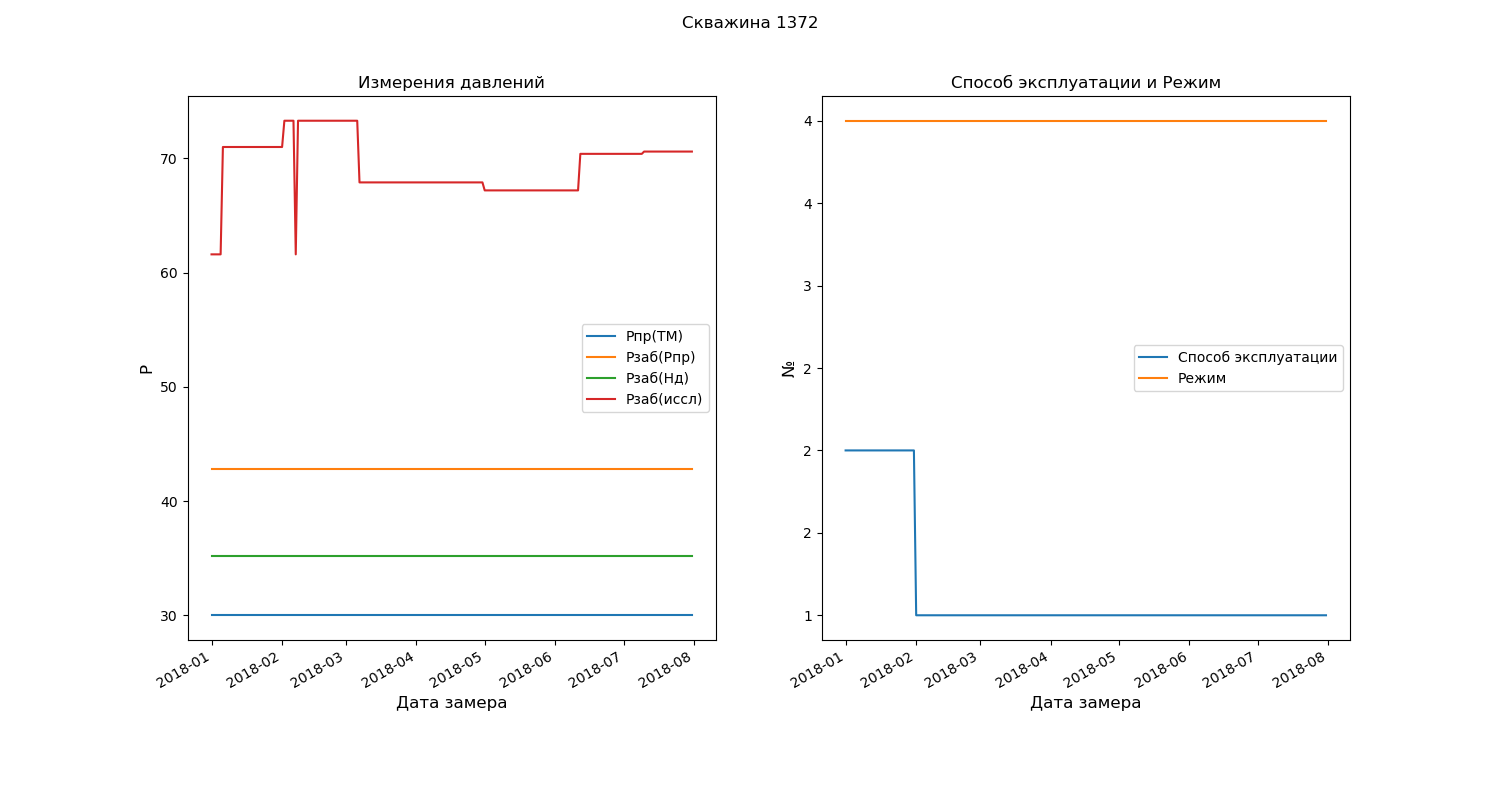 Скважина 1372
Измерения давлений
70
60
50
40
30
P
Pпр(ТМ)
Pзаб(Pпр)
Pзаб(Нд)
Pзаб(иссл)
2018-01
2018-02
2018-03
2018-04
2018-05
2018-06
2018-07
2018-08
Дата замера
Способ эксплуатации и Режим
4
4
3
2
2
2
1
№
Способ эксплуатации
Режим
2018-01
2018-02
2018-03
2018-04
2018-05
2018-06
2018-07
2018-08
Дата замера